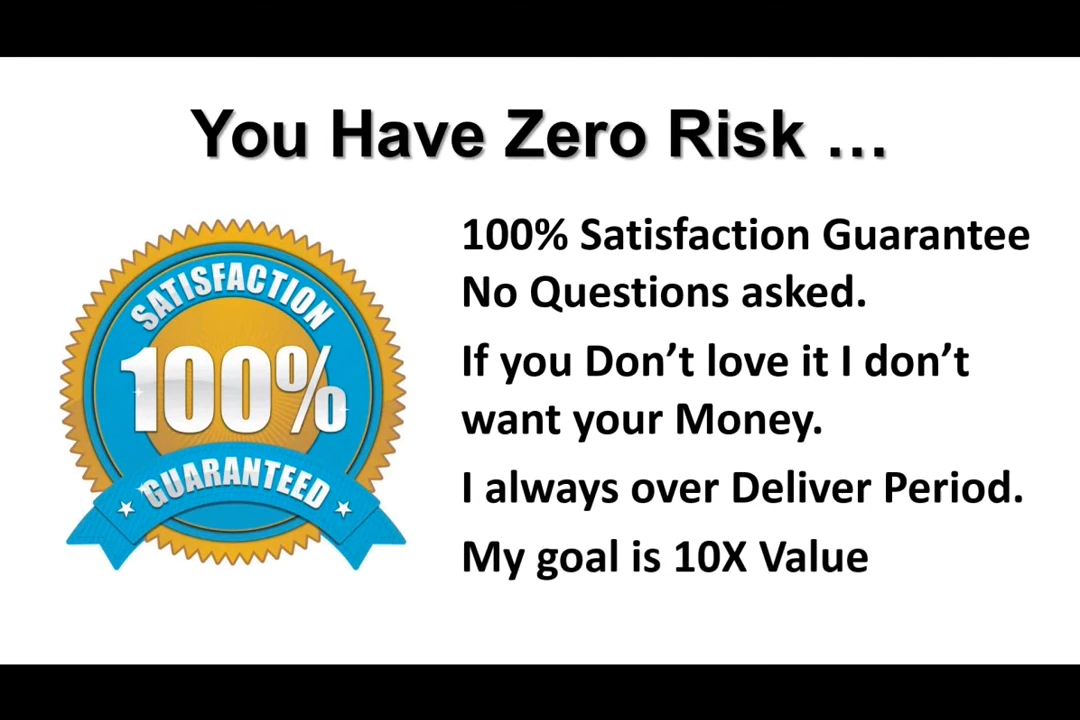 You Have Zero Risk ...
SATISFACTION
100%
GUARANTEED
100% Satisfaction Guarantee
No Questions asked.
If you Don’t love it I don’t
want your Money.
I always over Deliver Period.
My goal is 10X Value